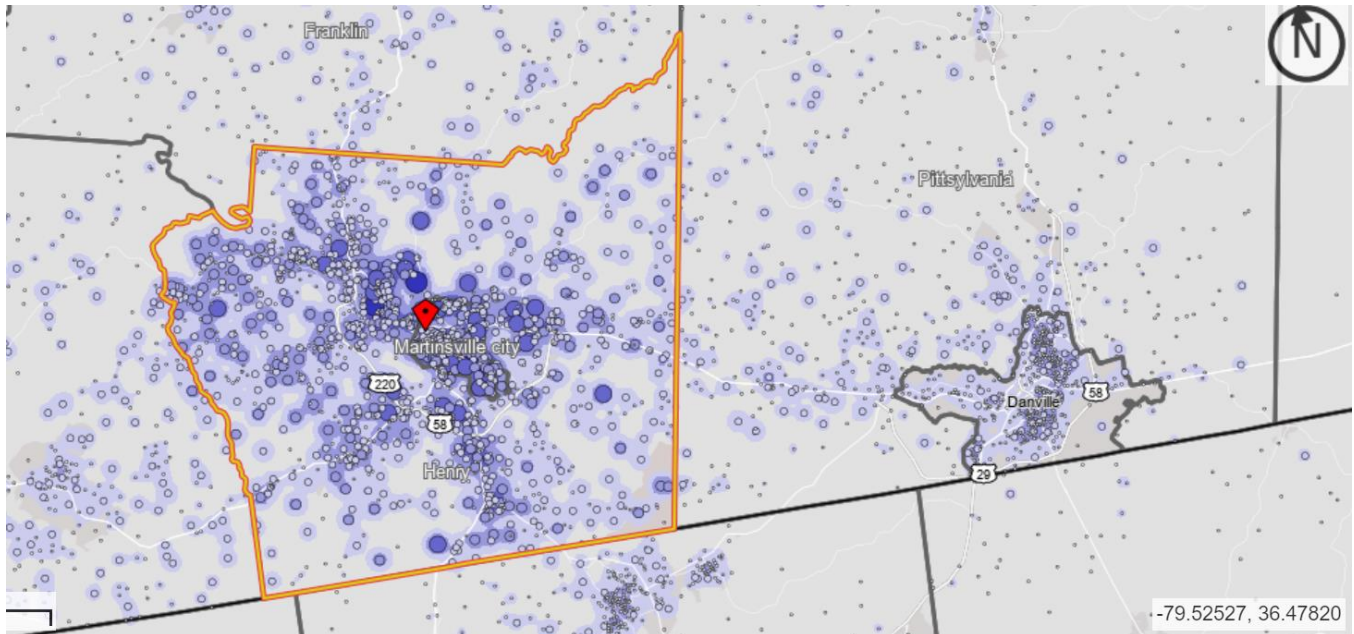 Franklin
N
Pittsylvania
Martinsville city
220
58
Danville
58
Henry
29
-79.52527, 36.47820